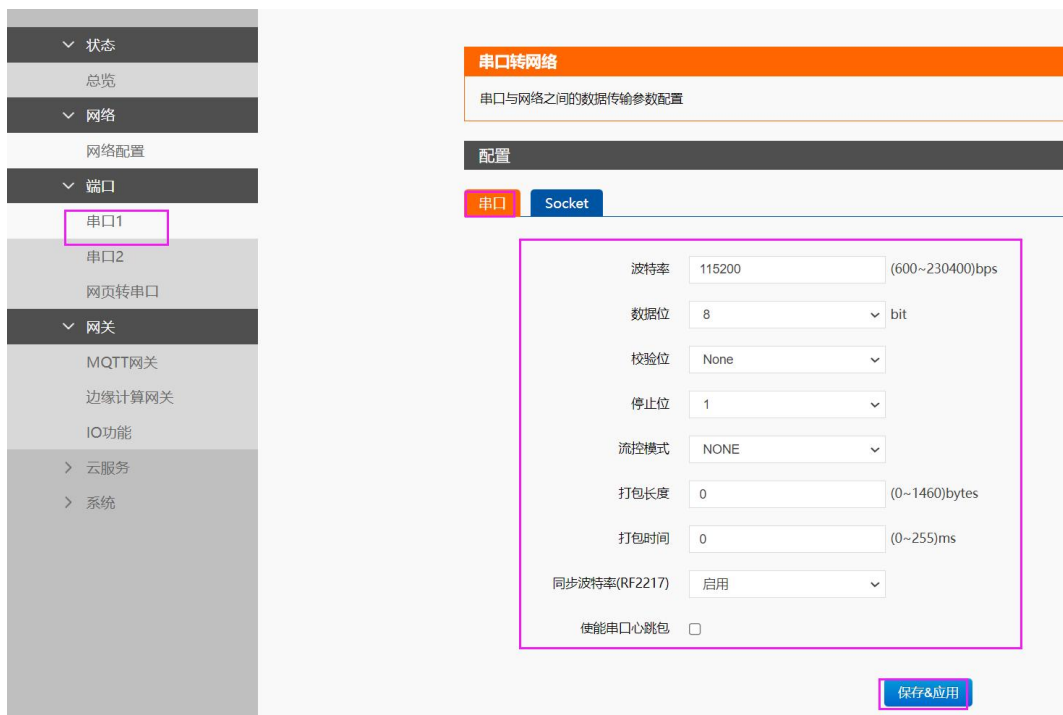 状态
总览
网络
网络配置
端口
串口1
串口2
网页转串口
网关
MQTT网关
边缘计算网关
IO功能
云服务
系统
串口转网络
串口与网络之间的数据传输参数配置
配置
串口 Socket
波特率 115200 (600~230400)bps
数据位 8 bit
校验位 None
停止位 1
流控模式 NONE
打包长度 0 (0~1460)bytes
打包时间 0 (0~255)ms
同步波特率(RF2217) 启用
使能串口心跳包
保存&应用